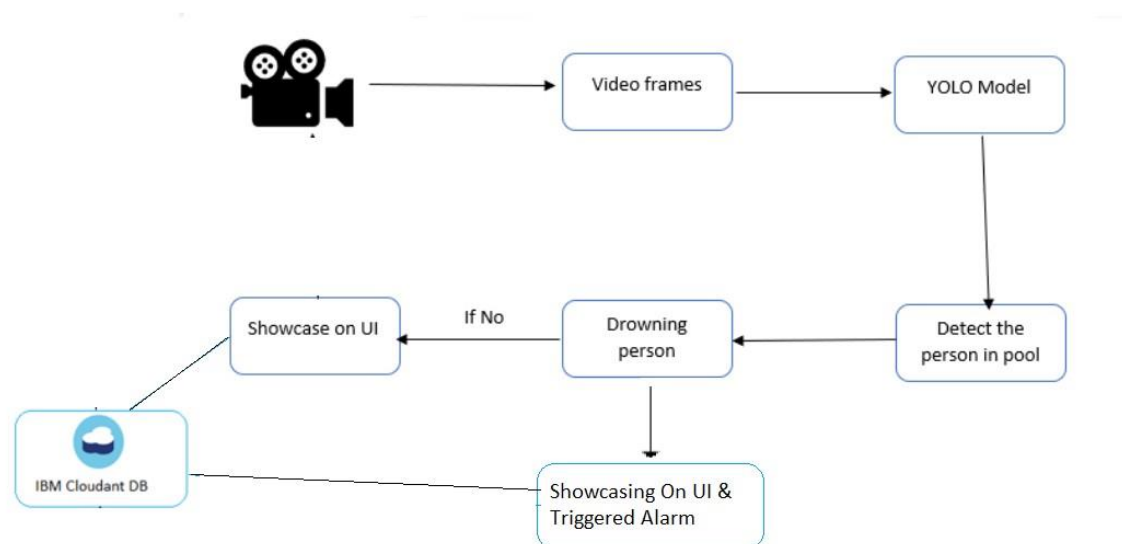 Video frames
YOLO Model
Showcase on UI
If No
Drowning
person
Detect the
person in pool
IBM Cloudant DB
Showcasing On UI &
Triggered Alarm